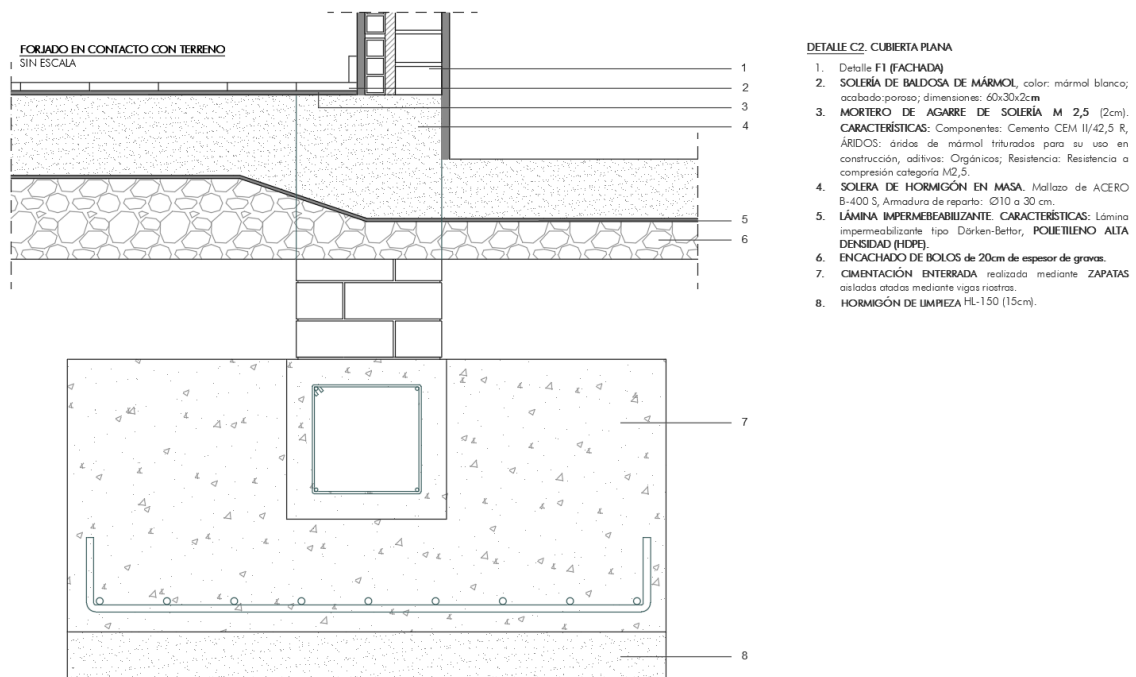 FORJADO EN CONTACTO CON TERRENO
SIN ESCALA
1
2
3
4
5
6
7
8
DETALLE C2. CUBIERTA PLANA
1. Detalle F1 (FACHADA)
2. SOLERÍA DE BALDOSA DE MÁRMOL, color: mármol blanco;
acabado:poroso; dimensiones: 60x30x2cm
3. MORTERO DE AGARRE DE SOLERÍA M 2,5 (2cm).
CARACTERÍSTICAS: Componentes: Cemento CEM II/42,5 R,
ÁRIDOS: áridos de mármol triturados para su uso en
construcción, aditivos: Orgánicos; Resistencia: Resistencia a
compresión categoría M2,5.
4. SOLERA DE HORMIGÓN EN MASA. Mallazo de ACERO
B-400 S, Armadura de reparto: Ø10 a 30 cm.
5. LÁMINA IMPERMEBEABILIZANTE. CARACTERÍSTICAS: Lámina
impermeabilizante tipo Dörken-Bettor, POLIETILENO ALTA
DENSIDAD (HDPE).
6. ENCACHADO DE BOLOS de 20cm de espesor de gravas.
7. CIMENTACIÓN ENTERRADA realizada mediante ZAPATAS
aisladas atadas mediante vigas riostras.
8. HORMIGÓN DE LIMPIEZA HL-150 (15cm).